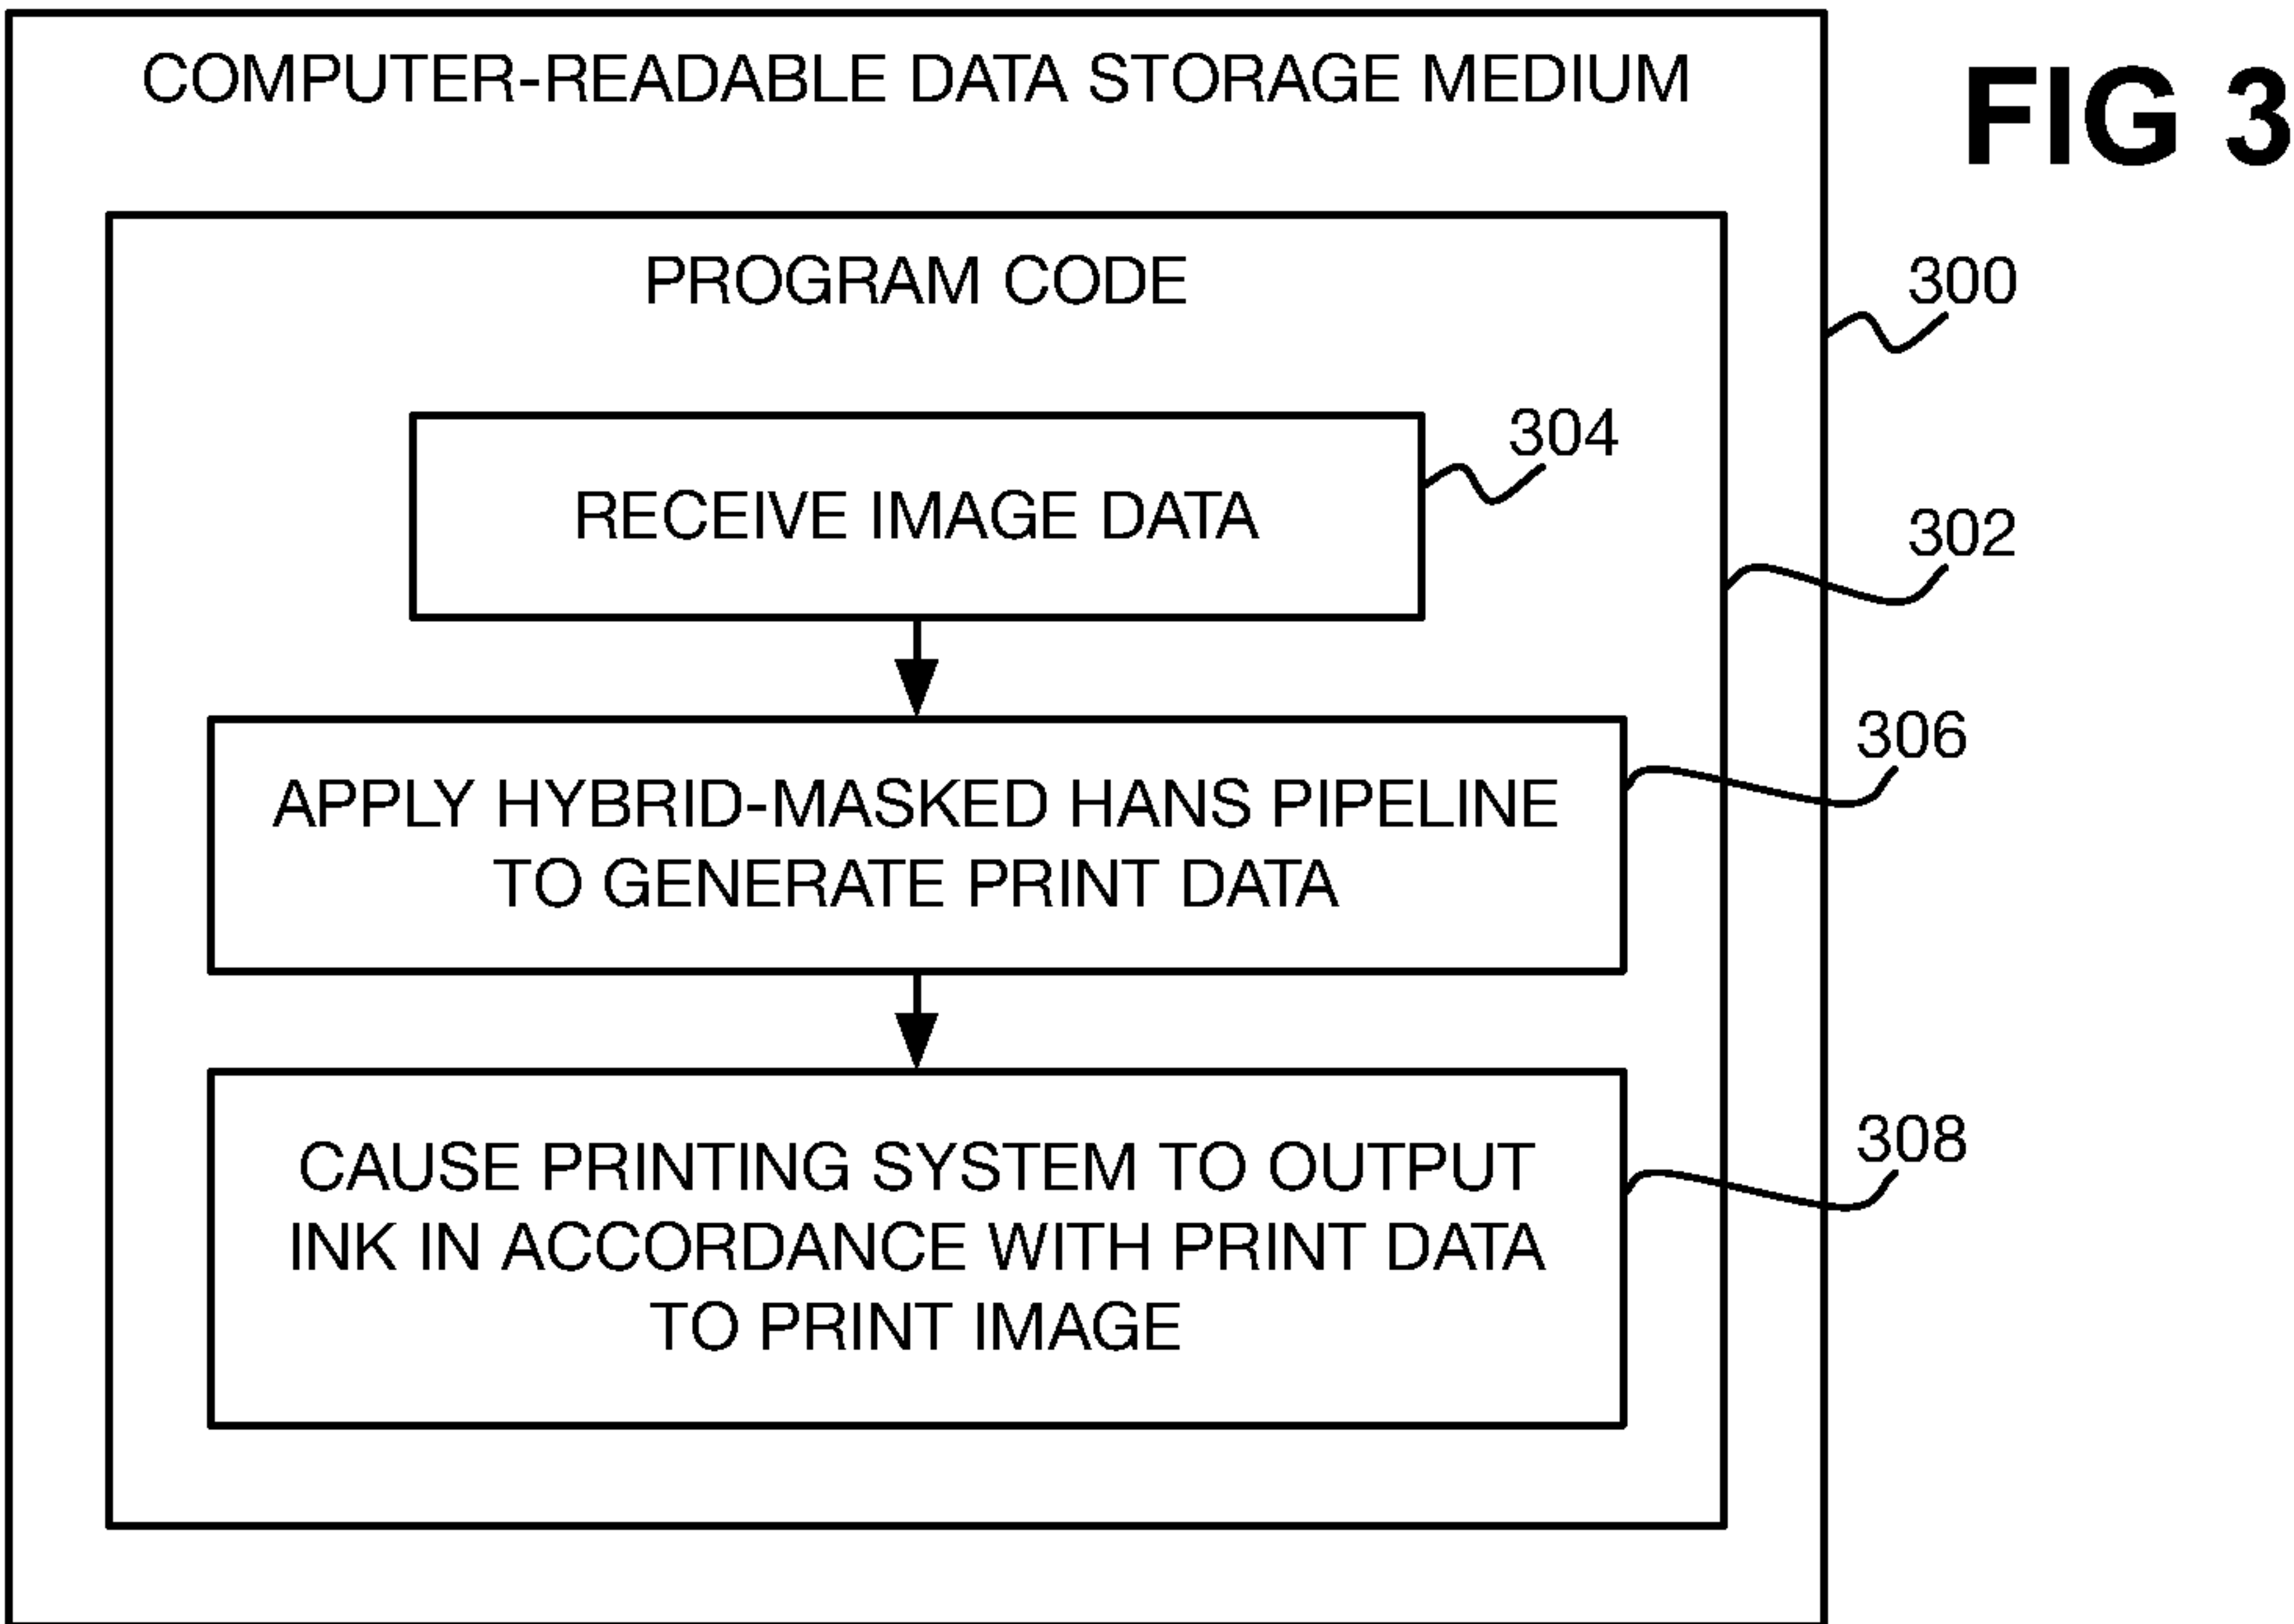 COMPUTER-READABLE DATA STORAGE MEDIUM
FIG 3
PROGRAM CODE
300
304
RECEIVE IMAGE DATA
302
306
APPLY HYBRID-MASKED HANS PIPELINE
TO GENERATE PRINT DATA
308
CAUSE PRINTING SYSTEM TO OUTPUT
INK IN ACCORDANCE WITH PRINT DATA
TO PRINT IMAGE